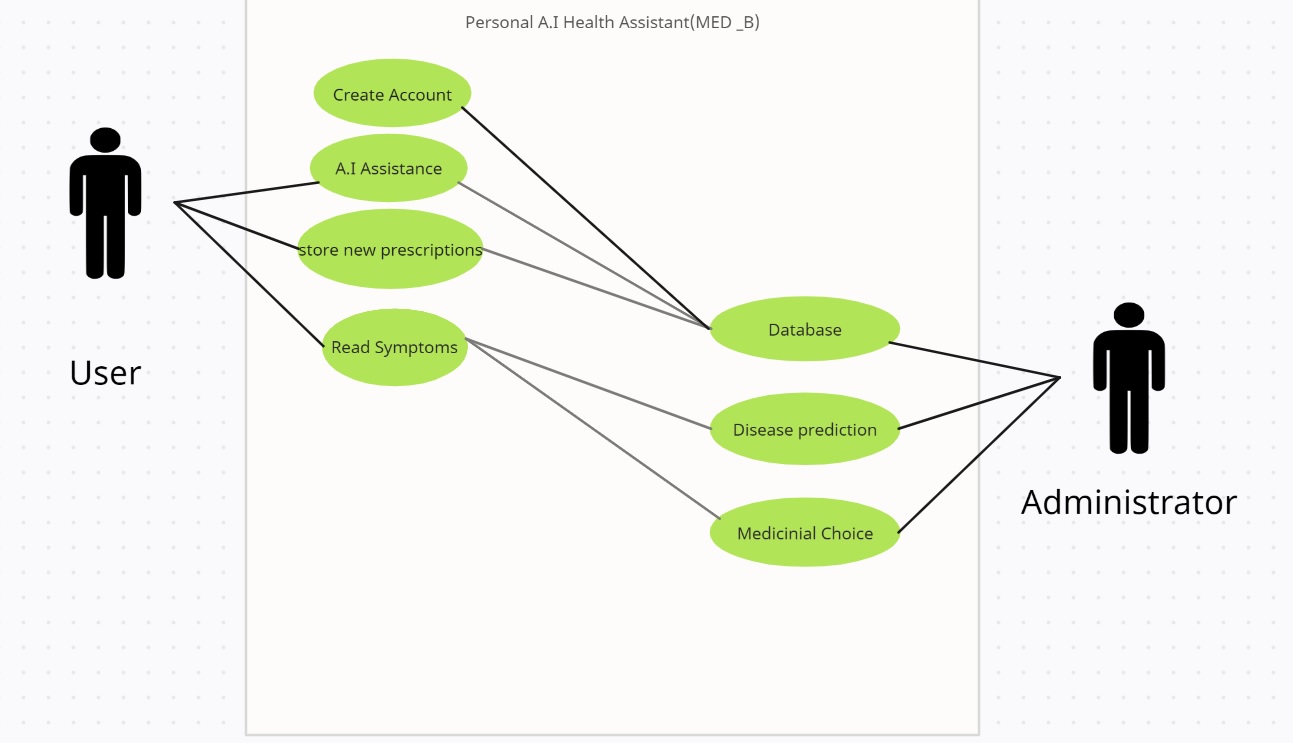 Personal A.I Health Assistant(MED _B)
Create Account
A.I Assistance
store new prescriptions
Read Symptoms
User
Database
Disease prediction
Medicinial Choice
Administrator